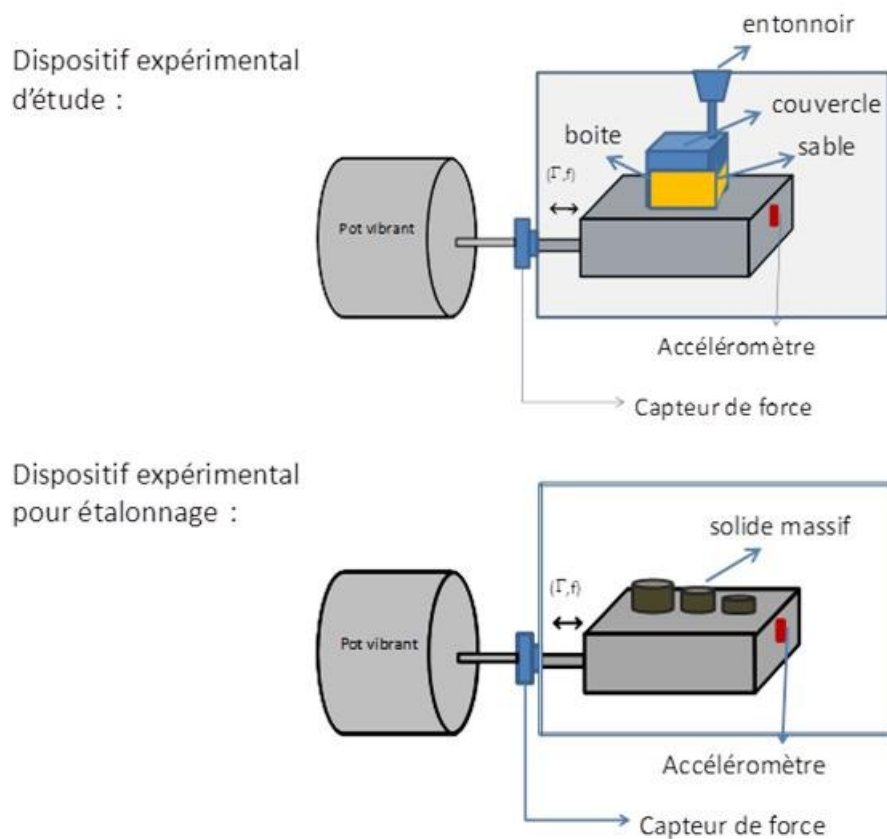 Dispositif expérimental
d'étude :
entonnoir
couvercle
boite
sable
(Γ,f)
Pot vibrant
Accéléromètre
Capteur de force
Dispositif expérimental
pour étalonnage :
solide massif
(Γ,f)
Pot vibrant
Accéléromètre
Capteur de force